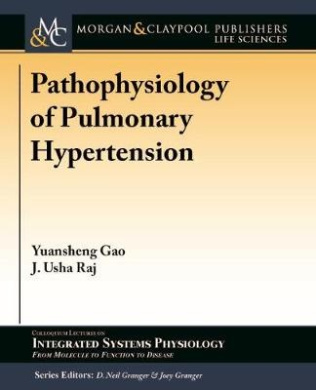 M&C
MORGAN & CLAYPOOL PUBLISHERS
LIFE SCIENCES
Pathophysiology
of Pulmonary
Hypertension
Yuansheng Gao
J. Usha Raj
COLLOQUIUM LECTURES ON
INTEGRATED SYSTEMS PHYSIOLOGY
FROM MOLECULE TO FUNCTION TO DISEASE
Series Editors: D. Neil Granger & Joey Granger